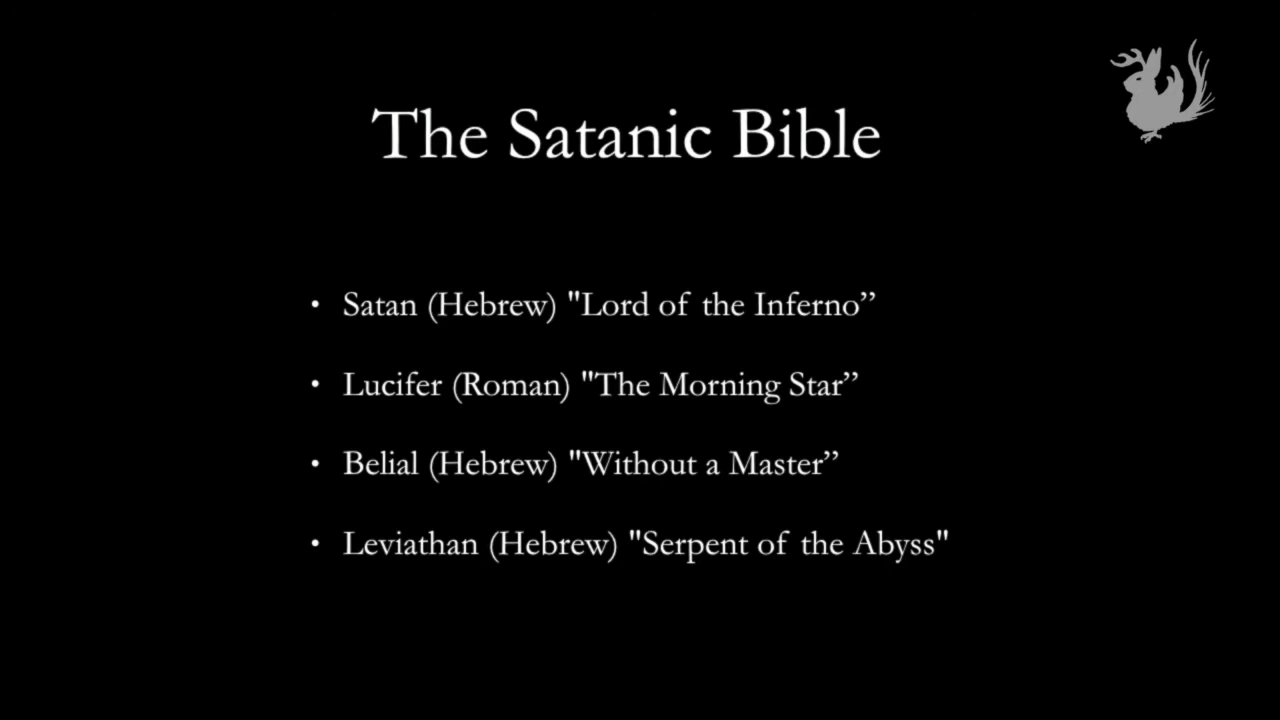 The Satanic Bible
• Satan (Hebrew) "Lord of the Inferno”
• Lucifer (Roman) "The Morning Star”
• Belial (Hebrew) "Without a Master”
• Leviathan (Hebrew) "Serpent of the Abyss"